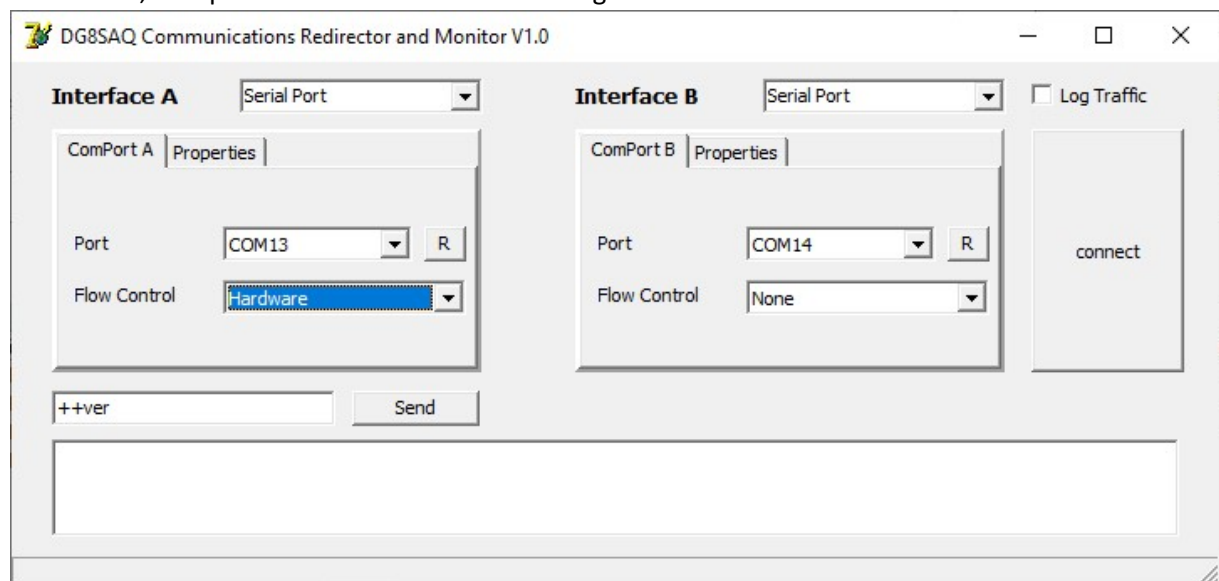 DG8SAQ Communications Redirector and Monitor V1.0
Interface A Serial Port Interface B Serial Port Log Traffic
ComPort A Properties ComPort B Properties
Port COM13 R Port COM14 R connect
Flow Control Hardware Flow Control None
++ver Send